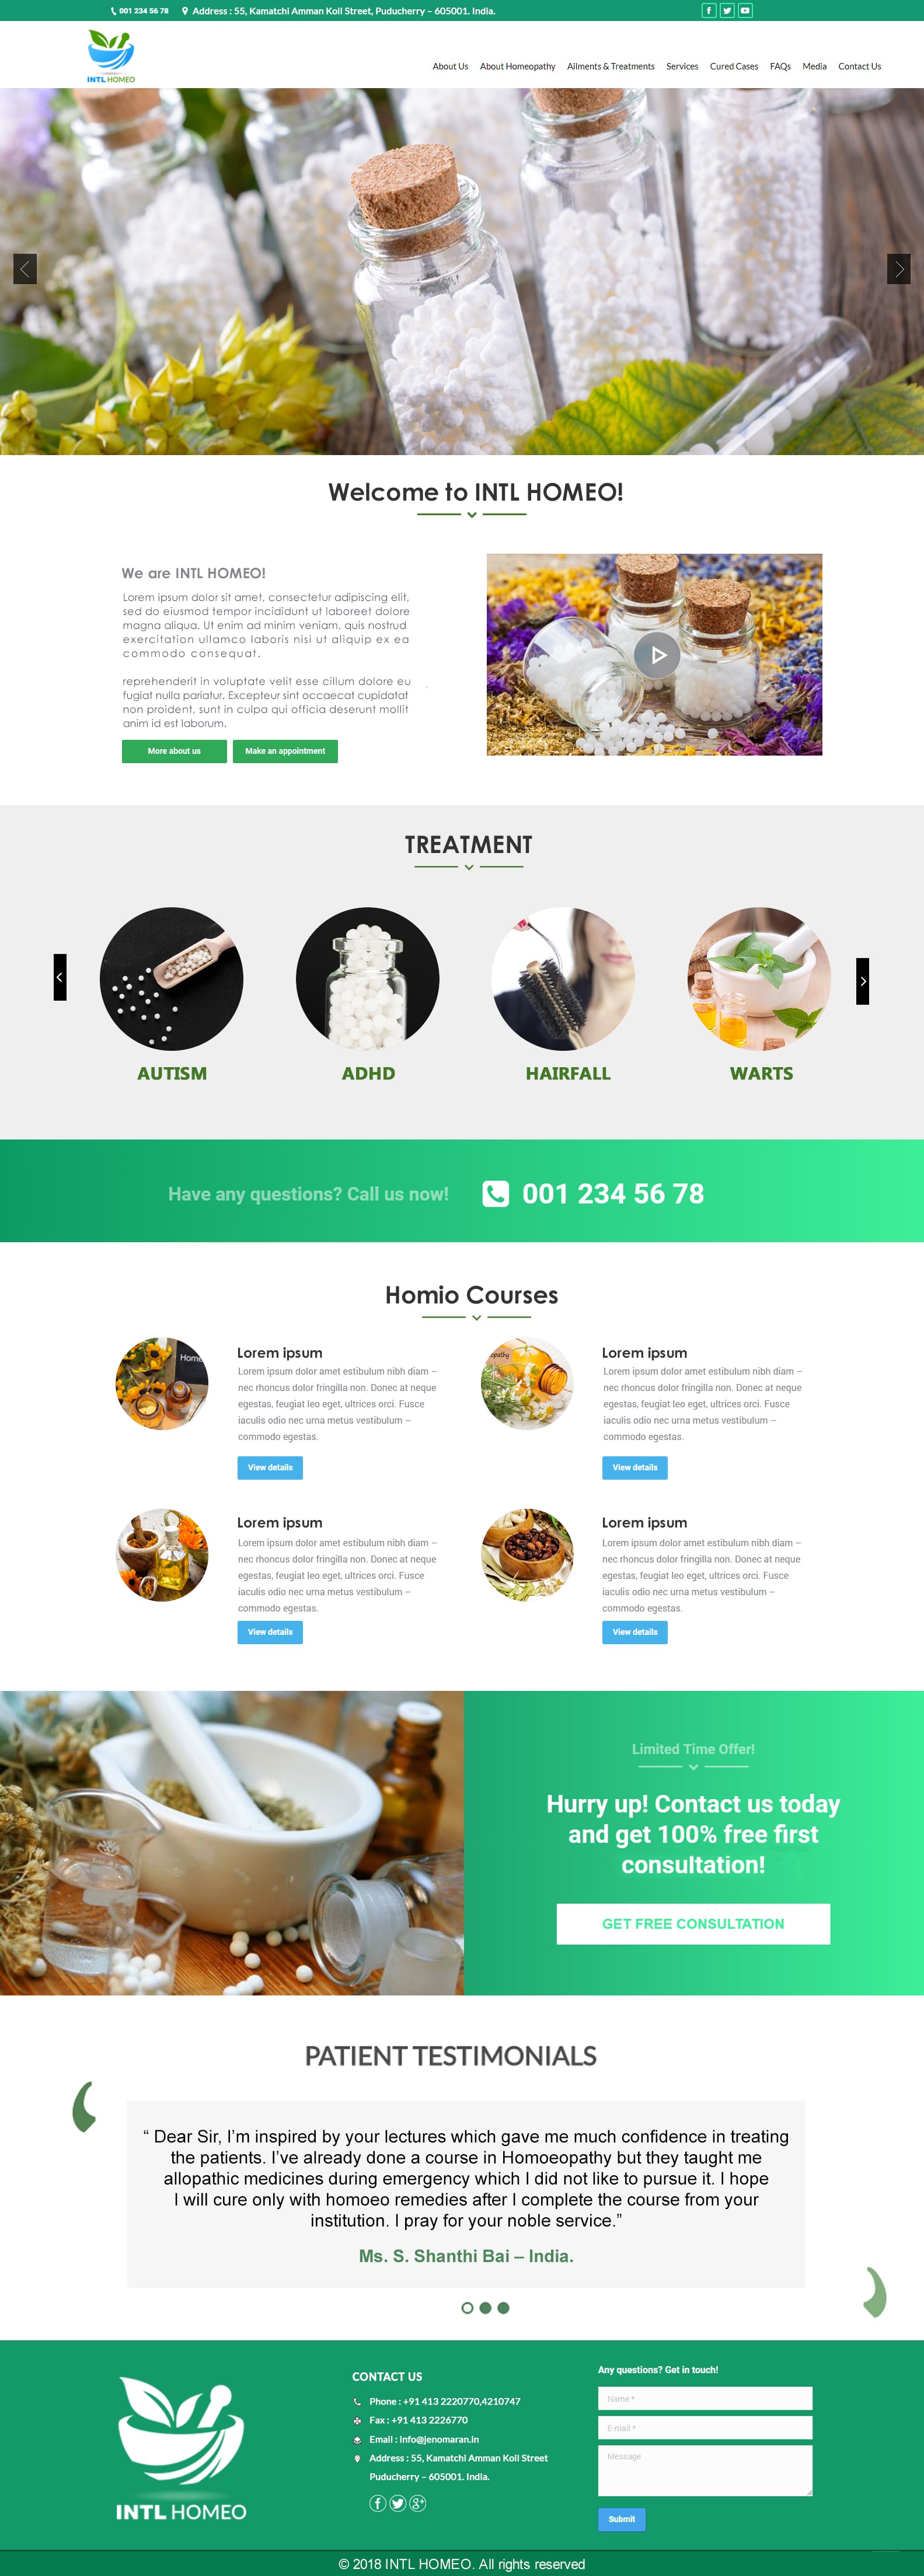 001 234 56 78 Address : 55, Kamatchi Amman Koil Street, Puducherry – 605001. India.
INTL HOMEO
About Us About Homeopathy Ailments & Treatments Services Cured Cases FAQs Media Contact Us
Welcome to INTL HOMEO!
We are INTL HOMEO!
Lorem ipsum dolor sit amet, consectetur adipiscing elit,
sed do eiusmod tempor incididunt ut laboreet dolore
magna aliqua. Ut enim ad minim veniam, quis nostrud
exercitation ullamco laboris nisi ut aliquip ex ea
commodo consequat.
reprehenderit in voluptate velit esse cillum dolore eu
fugiat nulla pariatur. Excepteur sint occaecat cupidatat
non proident, sunt in culpa qui officia deserunt mollit
anim id est laborum.
More about us Make an appointment
TREATMENT
AUTISM ADHD HAIRFALL WARTS
Have any questions? Call us now! 001 234 56 78
Homio Courses
Home
Lorem ipsum
Lorem ipsum dolor amet estibulum nibh diam –
nec rhoncus dolor fringilla non. Donec at neque
egestas, feugiat leo eget, ultrices orci. Fusce
iaculis odio nec urna metus vestibulum –
commodo egestas.
View details
opathy
Lorem ipsum
Lorem ipsum dolor amet estibulum nibh diam –
nec rhoncus dolor fringilla non. Donec at neque
egestas, feugiat leo eget, ultrices orci. Fusce
iaculis odio nec urna metus vestibulum –
commodo egestas.
View details
Lorem ipsum
Lorem ipsum dolor amet estibulum nibh diam –
nec rhoncus dolor fringilla non. Donec at neque
egestas, feugiat leo eget, ultrices orci. Fusce
iaculis odio nec urna metus vestibulum –
commodo egestas.
View details
Lorem ipsum
Lorem ipsum dolor amet estibulum nibh diam –
nec rhoncus dolor fringilla non. Donec at neque
egestas, feugiat leo eget, ultrices orci. Fusce
iaculis odio nec urna metus vestibulum –
commodo egestas.
View details
Limited Time Offer!
Hurry up! Contact us today
and get 100% free first
consultation!
GET FREE CONSULTATION
PATIENT TESTIMONIALS
“ Dear Sir, I’m inspired by your lectures which gave me much confidence in treating
the patients. I’ve already done a course in Homoeopathy but they taught me
allopathic medicines during emergency which I did not like to pursue it. I hope
I will cure only with homoeo remedies after I complete the course from your
institution. I pray for your noble service.”
Ms. S. Shanthi Bai – India.
INTL HOMEO
CONTACT US
Phone : +91 413 2220770,4210747
Fax : +91 413 2226770
Email : info@jenomaran.in
Address : 55, Kamatchi Amman Koil Street
Puducherry – 605001. India.
Any questions? Get in touch!
Name *
E-mail *
Message
Submit
© 2018 INTL HOMEO. All rights reserved